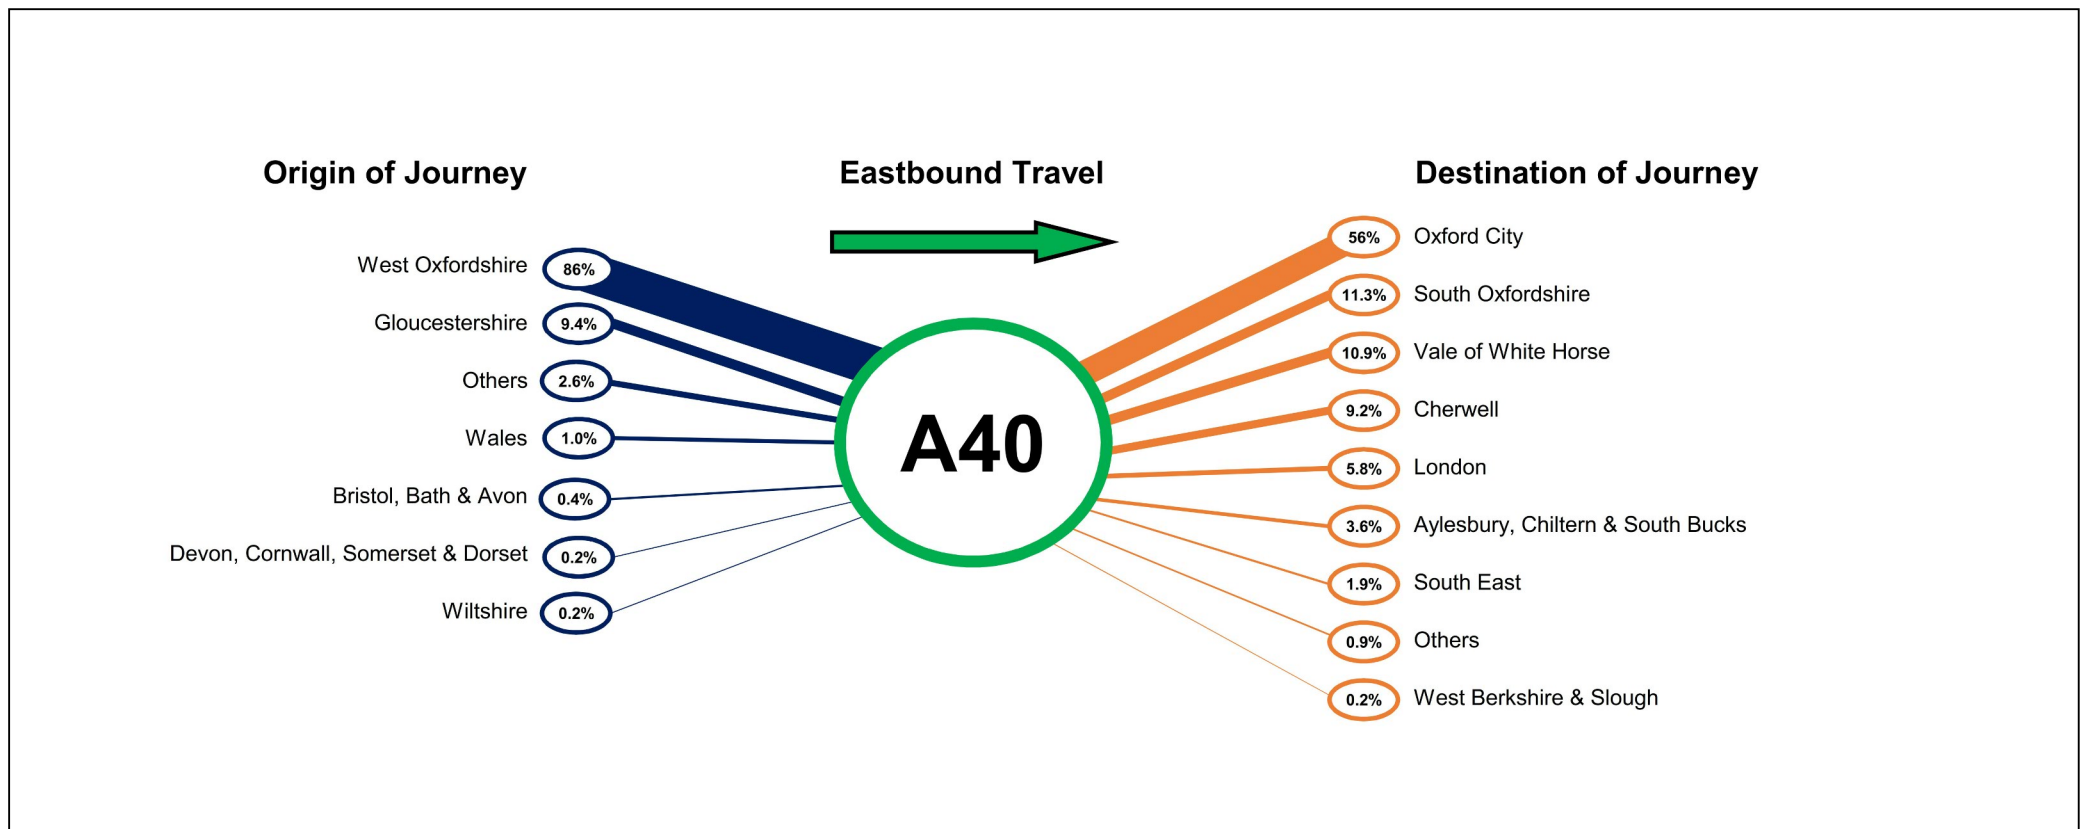 Origin of Journey
Eastbound Travel
Destination of Journey
West Oxfordshire 86%
Gloucestershire 9.4%
Others 2.6%
Wales 1.0%
Bristol, Bath & Avon 0.4%
Devon, Cornwall, Somerset & Dorset 0.2%
Wiltshire 0.2%
A40
56% Oxford City
11.3% South Oxfordshire
10.9% Vale of White Horse
9.2% Cherwell
5.8% London
3.6% Aylesbury, Chiltern & South Bucks
1.9% South East
0.9% Others
0.2% West Berkshire & Slough